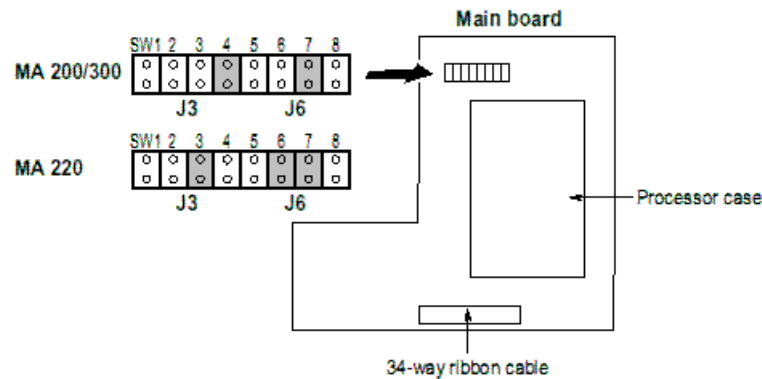 Main board
SW1 2 3 4 5 6 7 8
MA 200/300
J3 J6
SW1 2 3 4 5 6 7 8
MA 220
J3 J6
Processor case
34-way ribbon cable